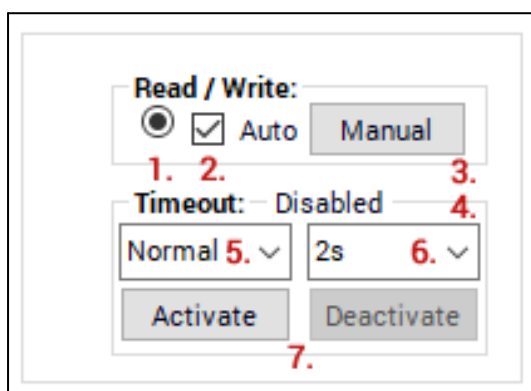 Read / Write:
Auto Manual
1. 2. 3.
Timeout: Disabled 4.
Normal 5. 2s 6.
Activate Deactivate
7.